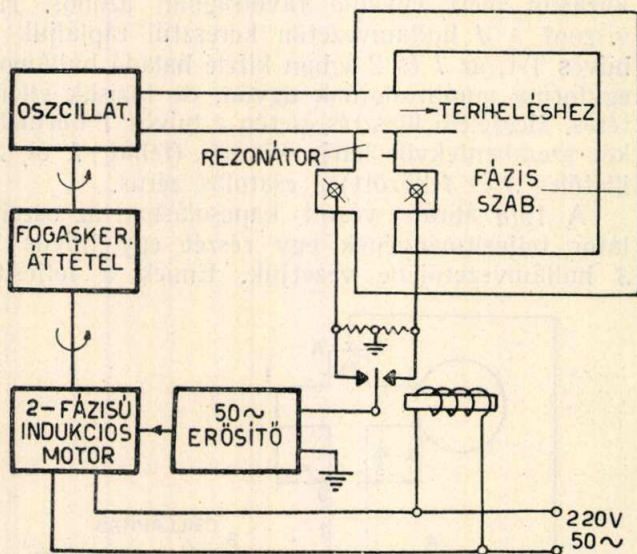 OSZCILLÁT.
TERHELÉSHEZ
REZONÁTOR
FÁZIS
SZAB.
FOGASKER.
ÁTTÉTEL
2-FÁZISÚ
INDUKCIÓS
MOTOR
50~
ERŐSÍTŐ
220V
50~